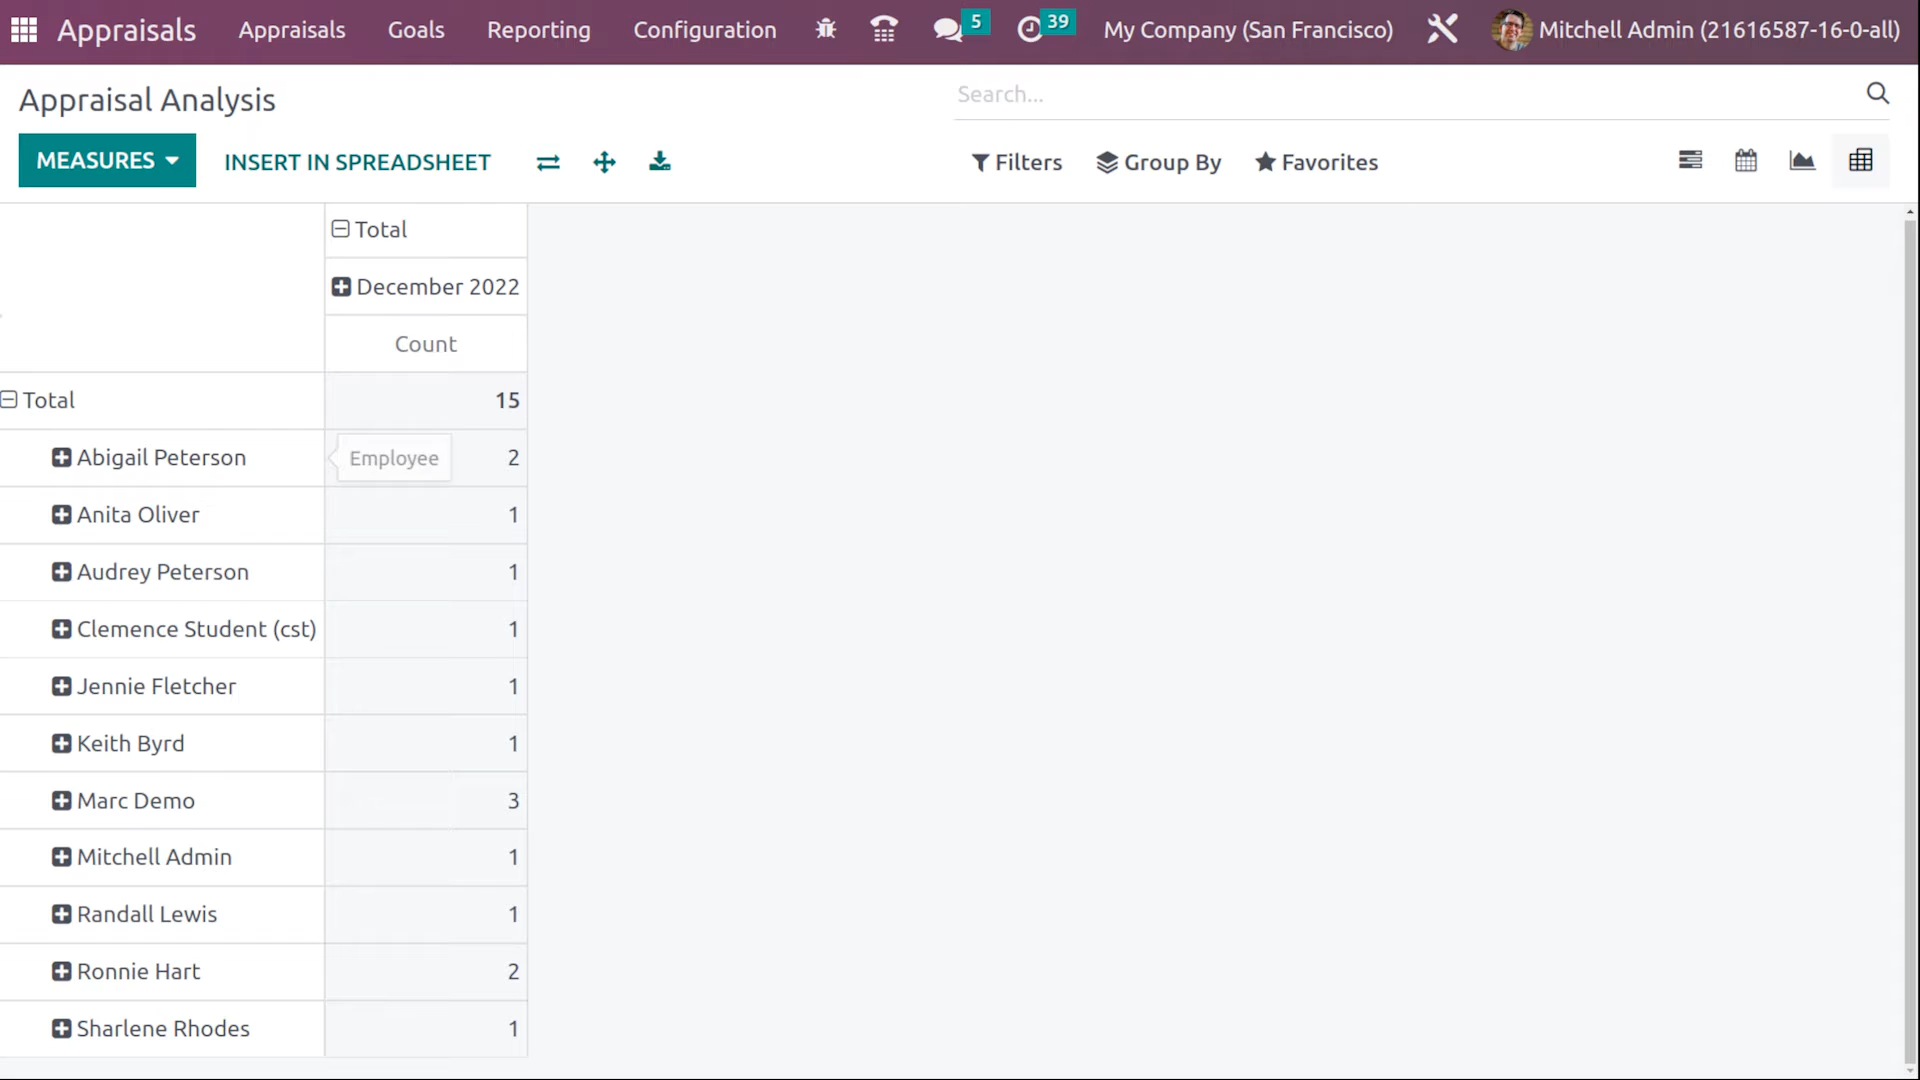 Appraisals Appraisals Goals Reporting Configuration 5 39 My Company (San Francisco) Mitchell Admin (21616587-16-0-all)
Appraisal Analysis
Search...
MEASURES INSERT IN SPREADSHEET Filters Group By Favorites
Total
December 2022
Count
Total 15
Abigail Peterson Employee 2
Anita Oliver 1
Audrey Peterson 1
Clemence Student (cst) 1
Jennie Fletcher 1
Keith Byrd 1
Marc Demo 3
Mitchell Admin 1
Randall Lewis 1
Ronnie Hart 2
Sharlene Rhodes 1